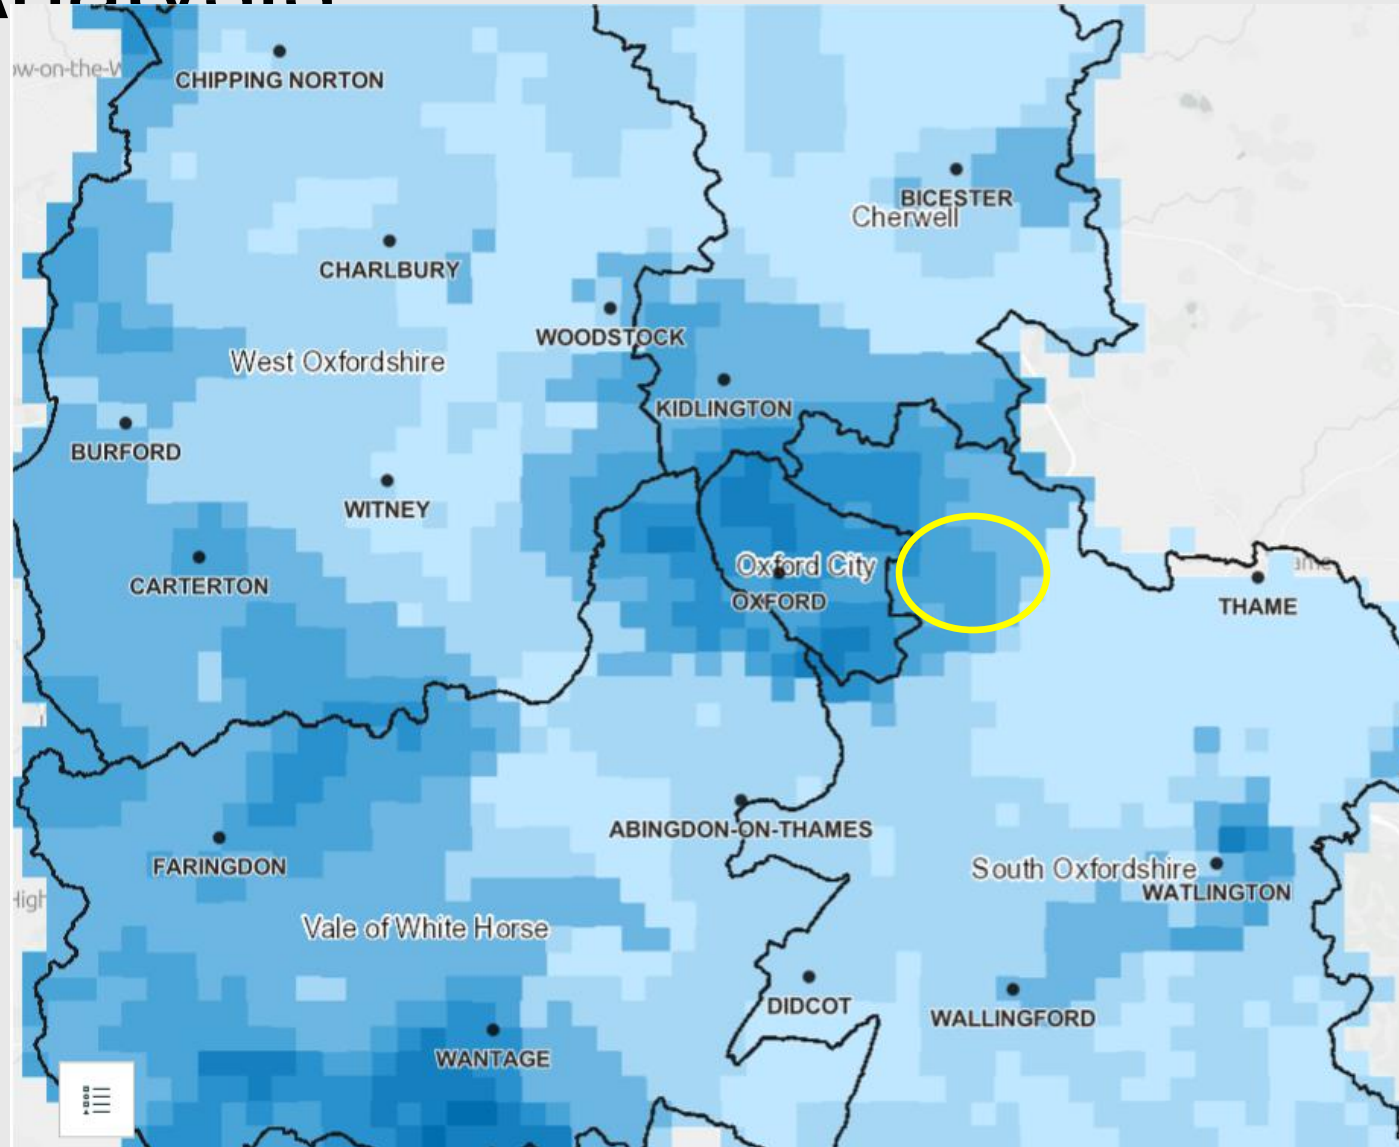 CHIPPING NORTON
BICESTER
Cherwell
CHARLBURY
WOODSTOCK
West Oxfordshire
KIDLINGTON
BURFORD
WITNEY
Oxford City
CARTERTON
OXFORD
THAME
ABINGDON-ON-THAMES
FARINGDON
South Oxfordshire
WATLINGTON
Vale of White Horse
DIDCOT
WALLINGFORD
WANTAGE